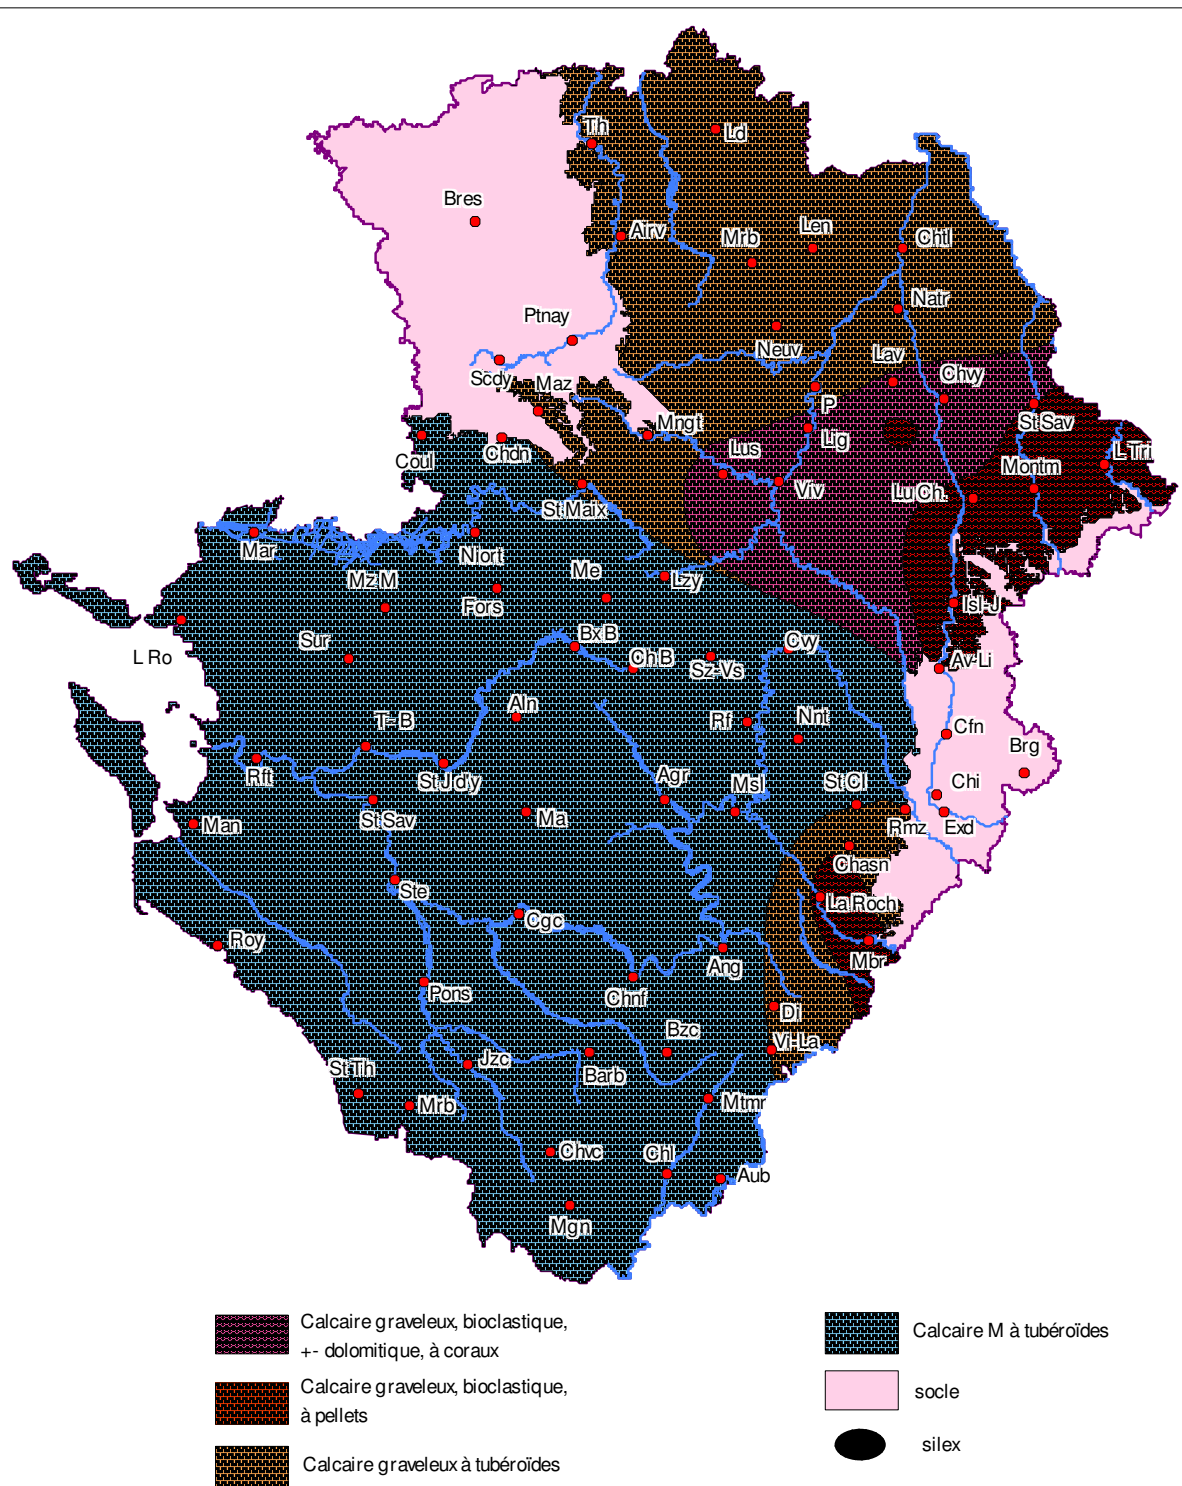 Th
Ld
Bres
Airv
Mrb
Len
Chtl
Natr
Ptnay
Neuv
Lav
Scdy
Maz
Chvy
P
St Sav
Mngt
Lig
Coul
Chdn
Lus
L Tri
Montm
Viv
Lu Ch.
St Maix
Mar
Niort
Mz M
Me
Lzy
Fors
Isl-J
L Ro
Sur
Bx B
Ch B
Sz-Vs
Cvy
Av-Li
Aln
T- B
Rf
Nnt
Cfn
Brg
Rft
St J d'y
Agr
Msl
St Cl
Chi
Man
St Sav
Ma
Rmz
Exd
Chasn
Ste
La Roch
Cgc
Roy
Ang
Mbr
Pons
Chnf
Di
Bzc
Vi-La
Jzc
St Th
Barb
Mrb
Mtmr
Chvc
Chl
Aub
Mgn
Calcaire graveleux, bioclastique,
+- dolomitique, à coraux
Calcaire graveleux, bioclastique,
à pellets
Calcaire graveleux à tubéroïdes
Calcaire M à tubéroïdes
socle
silex